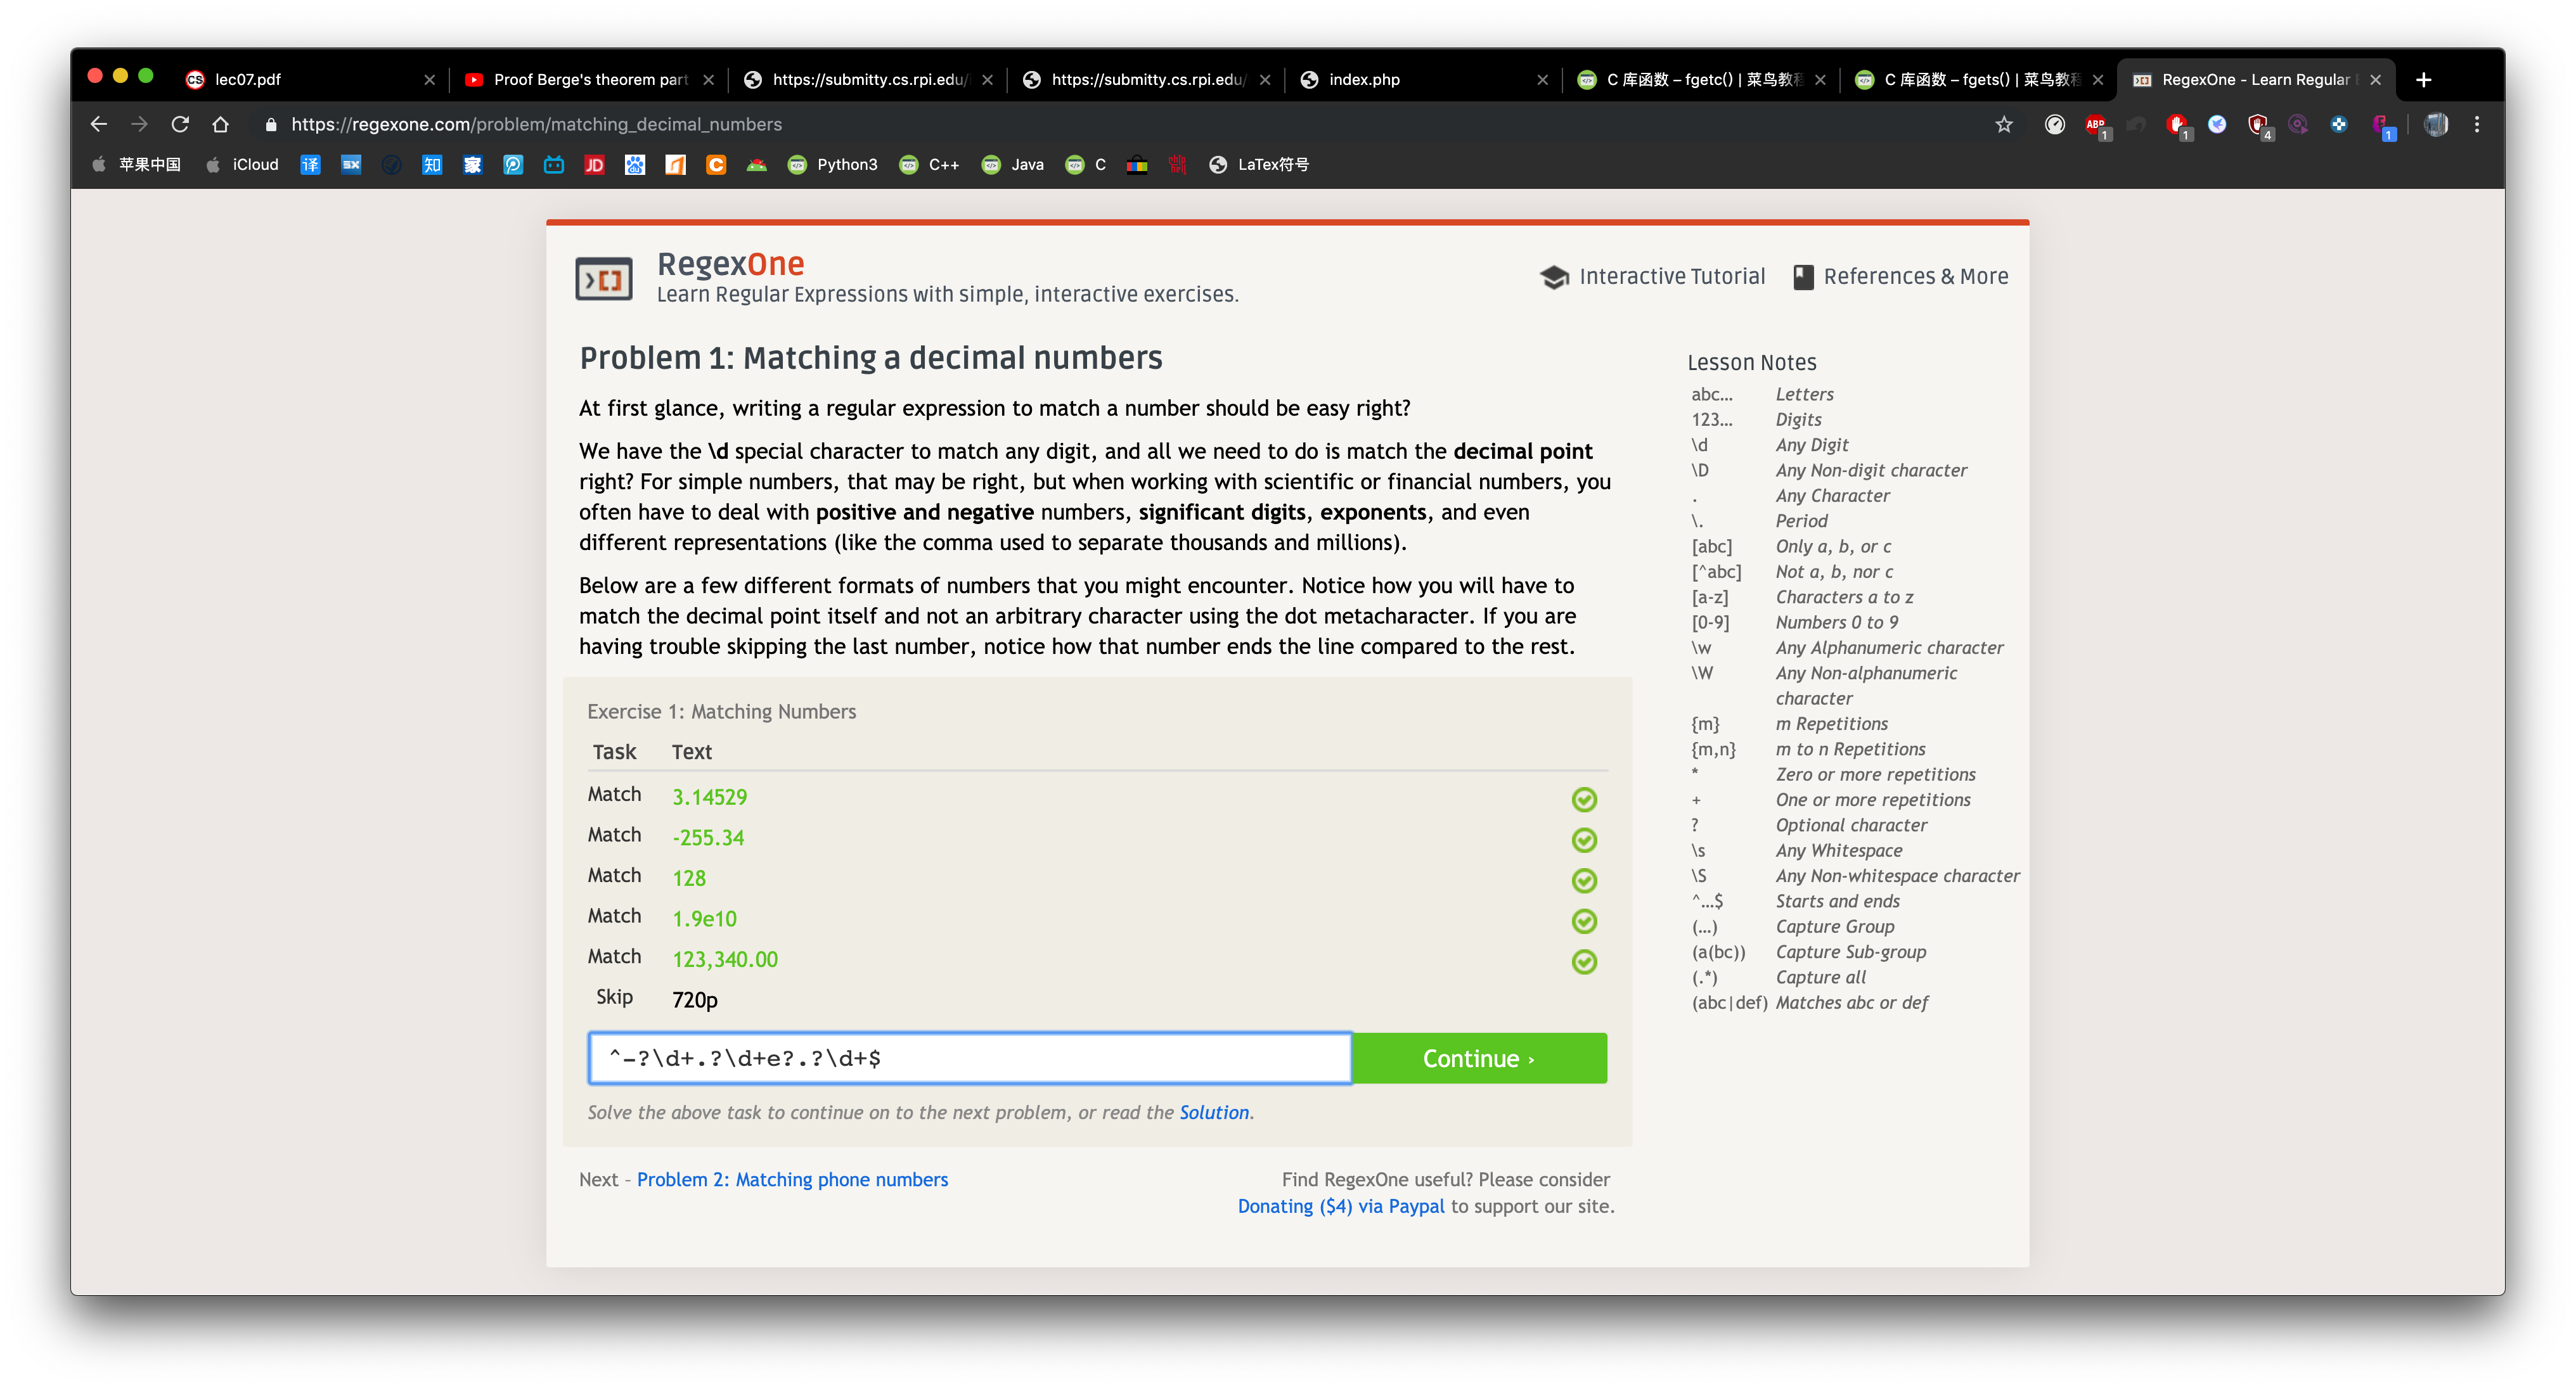 lec07.pdf
Proof Berge's theorem part
https://submitty.cs.rpi.edu/
https://submitty.cs.rpi.edu/
index.php
C 库函数 – fgetc() | 菜鸟教程
C 库函数 – fgets() | 菜鸟教程
RegexOne - Learn Regular E
https://regexone.com/problem/matching_decimal_numbers
ABP 1 1 4 1
苹果中国 iCloud 译 SX 知 家 JD du C Python3 C++ Java C LaTex符号
RegexOne
Learn Regular Expressions with simple, interactive exercises.
Interactive Tutorial
References & More
Problem 1: Matching a decimal numbers
At first glance, writing a regular expression to match a number should be easy right?
We have the \d special character to match any digit, and all we need to do is match the decimal point
right? For simple numbers, that may be right, but when working with scientific or financial numbers, you
often have to deal with positive and negative numbers, significant digits, exponents, and even
different representations (like the comma used to separate thousands and millions).
Below are a few different formats of numbers that you might encounter. Notice how you will have to
match the decimal point itself and not an arbitrary character using the dot metacharacter. If you are
having trouble skipping the last number, notice how that number ends the line compared to the rest.
Exercise 1: Matching Numbers
Task Text
Match 3.14529
Match -255.34
Match 128
Match 1.9e10
Match 123,340.00
Skip 720p
^-?\d+.?\d+e?.?\d+$
Continue ›
Solve the above task to continue on to the next problem, or read the Solution.
Next – Problem 2: Matching phone numbers
Find RegexOne useful? Please consider
Donating ($4) via Paypal to support our site.
Lesson Notes
abc… Letters
123… Digits
\d Any Digit
\D Any Non-digit character
. Any Character
\. Period
[abc] Only a, b, or c
[^abc] Not a, b, nor c
[a-z] Characters a to z
[0-9] Numbers 0 to 9
\w Any Alphanumeric character
\W Any Non-alphanumeric
character
{m} m Repetitions
{m,n} m to n Repetitions
* Zero or more repetitions
+ One or more repetitions
? Optional character
\s Any Whitespace
\S Any Non-whitespace character
^…$ Starts and ends
(…) Capture Group
(a(bc)) Capture Sub-group
(.*) Capture all
(abc|def) Matches abc or def